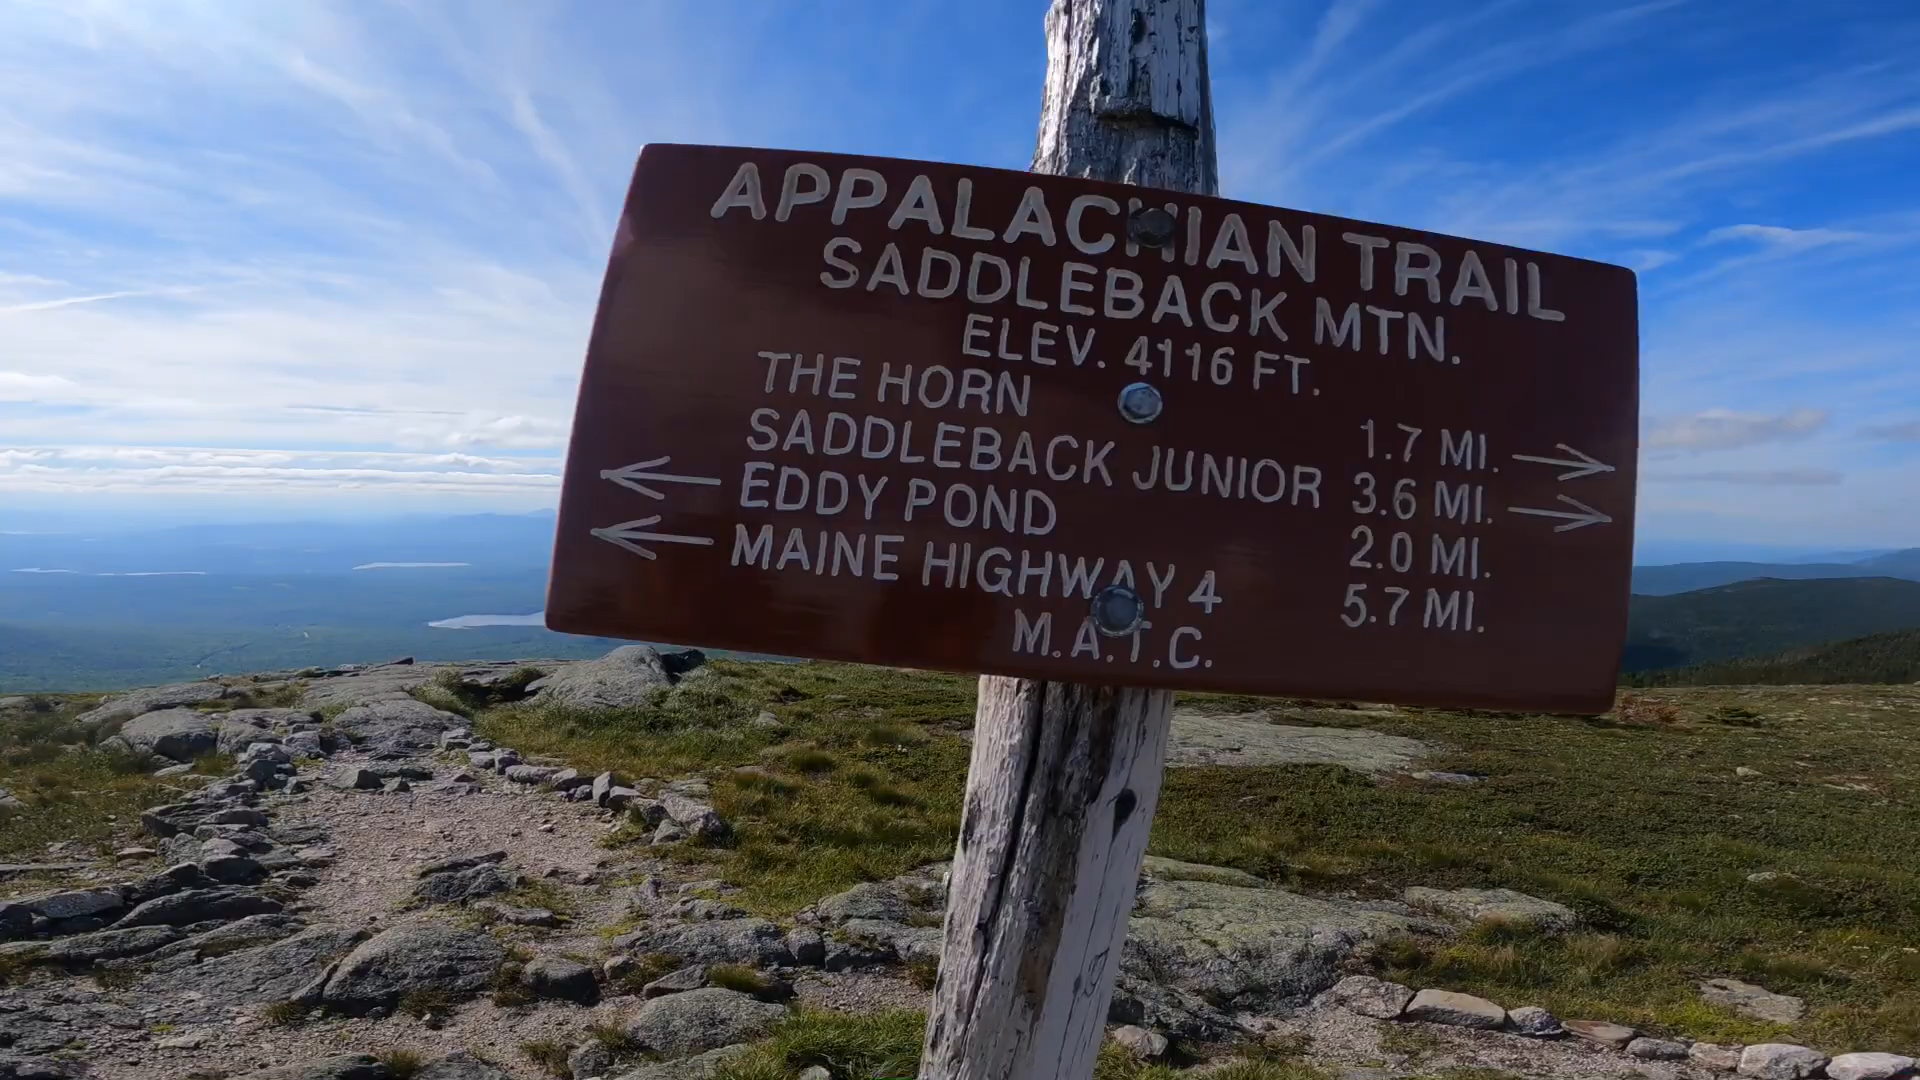 APPALACHIAN TRAIL
SADDLEBACK MTN.
ELEV. 4116 FT.
THE HORN 1.7 MI.
SADDLEBACK JUNIOR 3.6 MI.
EDDY POND 2.0 MI.
MAINE HIGHWAY 4 5.7 MI.
M.A.T.C.